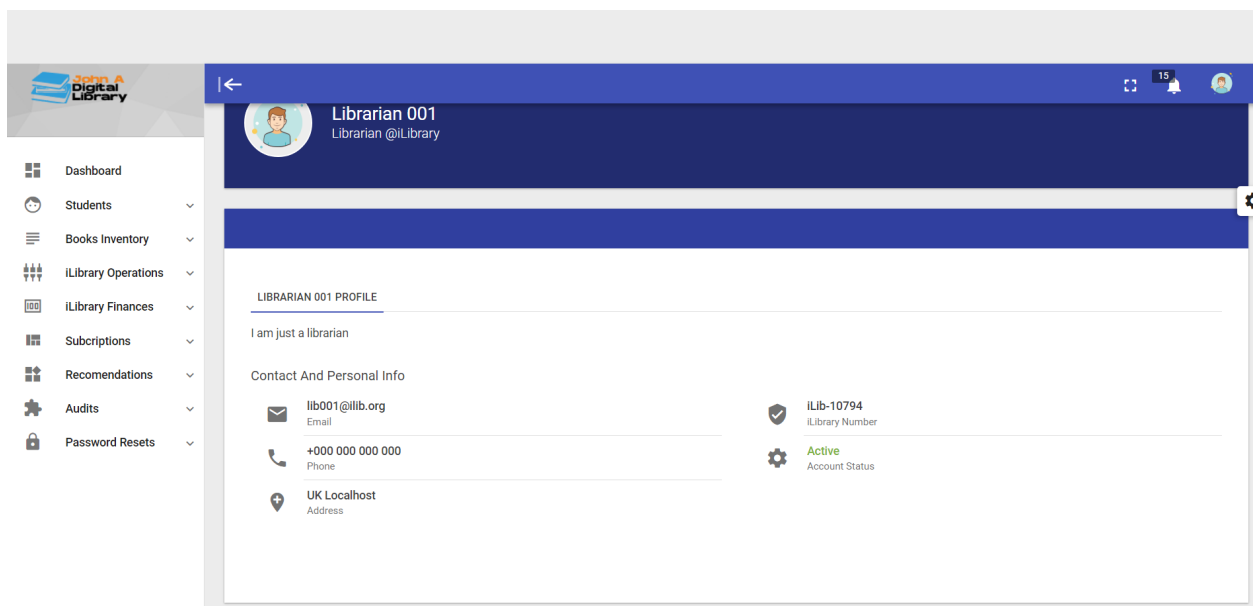 John A
Digital
Library
15
Librarian 001
Librarian @iLibrary
Dashboard
Students
Books Inventory
iLibrary Operations
iLibrary Finances
Subcriptions
Recomendations
Audits
Password Resets
LIBRARIAN 001 PROFILE
I am just a librarian
Contact And Personal Info
lib001@ilib.org
Email
iLib-10794
iLibrary Number
+000 000 000 000
Phone
Active
Account Status
UK Localhost
Address